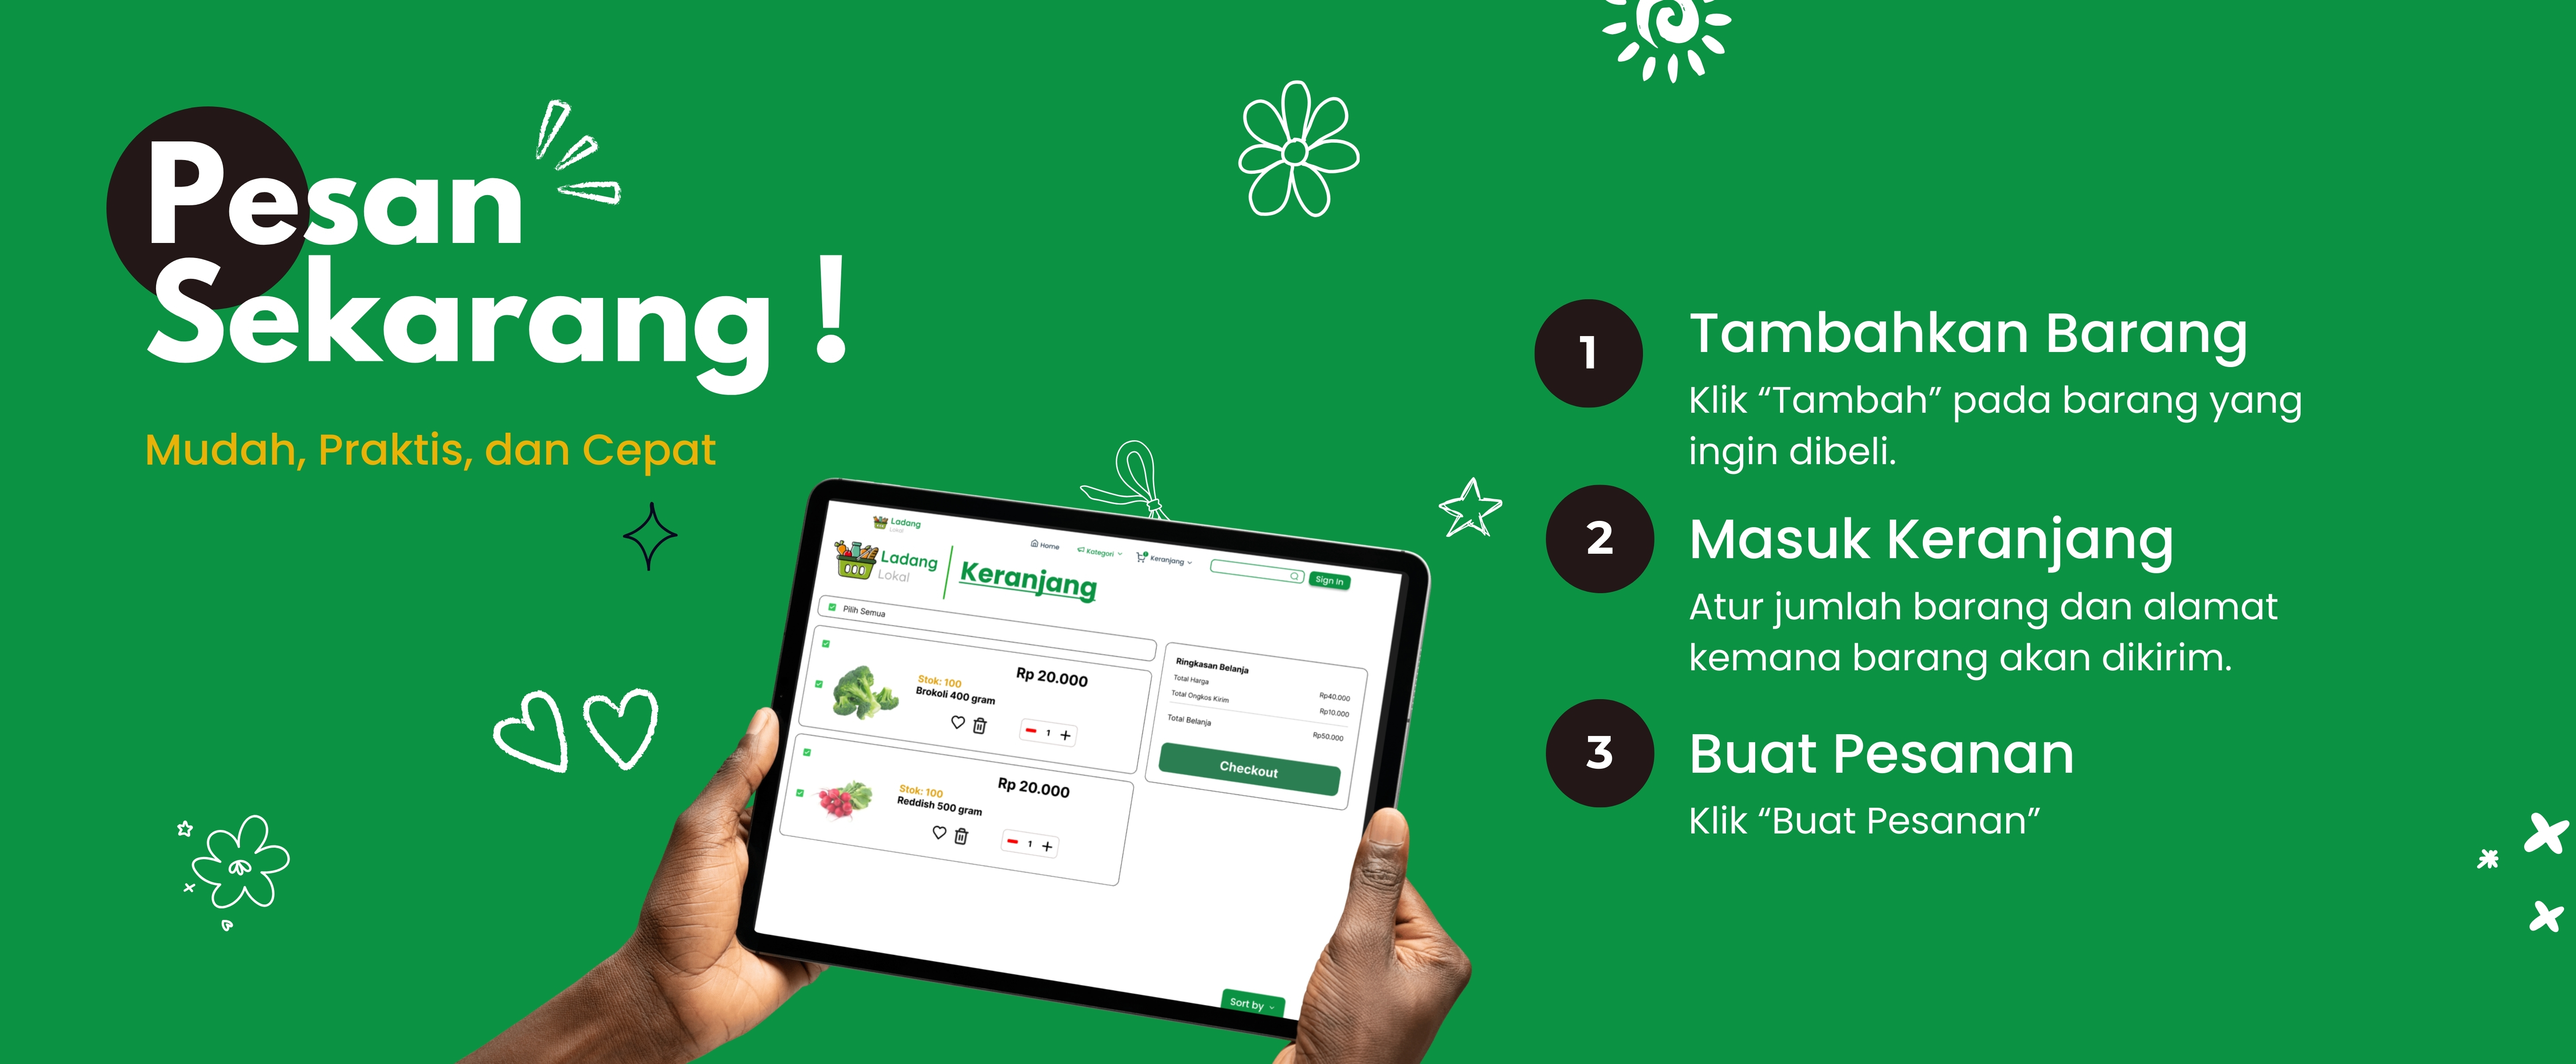 Pesan
Sekarang !
Mudah, Praktis, dan Cepat
Ladang
Lokal
Home
Kategori
Keranjang
Sign In
Ladang
Lokal
Keranjang
Pilih Semua
Stok: 100
Brokoli 400 gram
Rp 20.000
1
Stok: 100
Reddish 500 gram
Rp 20.000
1
Ringkasan Belanja
Total Harga Rp40.000
Total Ongkos Kirim Rp10.000
Total Belanja Rp50.000
Checkout
Sort by
1
Tambahkan Barang
Klik “Tambah” pada barang yang
ingin dibeli.
2
Masuk Keranjang
Atur jumlah barang dan alamat
kemana barang akan dikirim.
3
Buat Pesanan
Klik “Buat Pesanan”